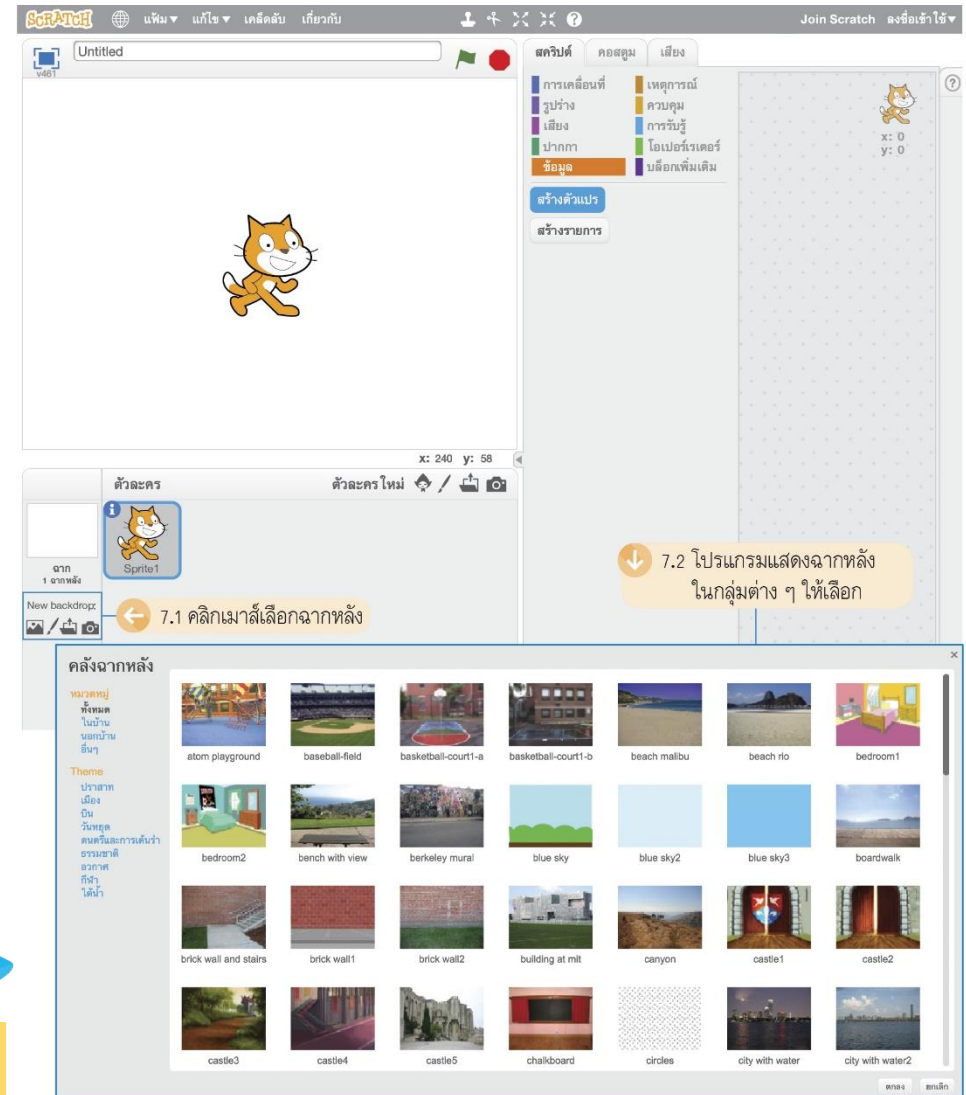 SCRATCH แฟ้ม▼ แก้ไข▼ เคล็ดลับ เกี่ยวกับ Join Scratch ลงชื่อเข้าใช้▼
v461
Untitled
สคริปต์ คอสตูม เสียง
การเคลื่อนที่ เหตุการณ์
รูปร่าง ควบคุม
เสียง การรับรู้
ปากกา โอเปอร์เรเตอร์
ข้อมูล บล็อกเพิ่มเติม
สร้างตัวแปร
สร้างรายการ
x: 0
y: 0
x: 240 y: 58
ตัวละคร ตัวละครใหม่
ฉาก
1 ฉากหลัง
Sprite1
New backdrop:
7.1 คลิกเมาส์เลือกฉากหลัง
7.2 โปรแกรมแสดงฉากหลัง
ในกลุ่มต่าง ๆ ให้เลือก
คลังฉากหลัง
หมวดหมู่
ทั้งหมด
ในบ้าน
นอกบ้าน
อื่นๆ
Theme
ปราสาท
เมือง
บิน
วันหยุด
ดนตรีและการเต้นรำ
ธรรมชาติ
อวกาศ
กีฬา
ใต้น้ำ
atom playground baseball-field basketball-court1-a basketball-court1-b beach malibu beach rio bedroom1
bedroom2 bench with view berkeley mural blue sky blue sky2 blue sky3 boardwalk
brick wall and stairs brick wall1 brick wall2 building at mit canyon castle1 castle2
castle3 castle4 castle5 chalkboard circles city with water city with water2
ตกลง ยกเลิก